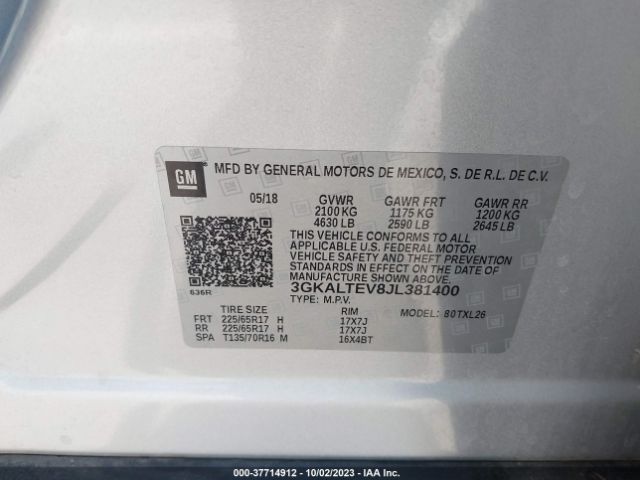 GM
MFD BY GENERAL MOTORS DE MEXICO, S. DE R.L. DE C.V.
05/18 GVWR GAWR FRT GAWR RR
2100 KG 1175 KG 1200 KG
4630 LB 2590 LB 2645 LB
THIS VEHICLE CONFORMS TO ALL
APPLICABLE U.S. FEDERAL MOTOR
VEHICLE SAFETY AND THEFT
PREVENTION STANDARDS IN
EFFECT ON THE DATE OF
MANUFACTURE SHOWN ABOVE.
636R 3GKALTEV8JL381400
TYPE: M.P.V.
TIRE SIZE RIM MODEL: 80TXL26
FRT 225/65R17 H 17X7J
RR 225/65R17 H 17X7J
SPA T135/70R16 M 16X4BT
000-37714912 - 10/02/2023 - IAA Inc.